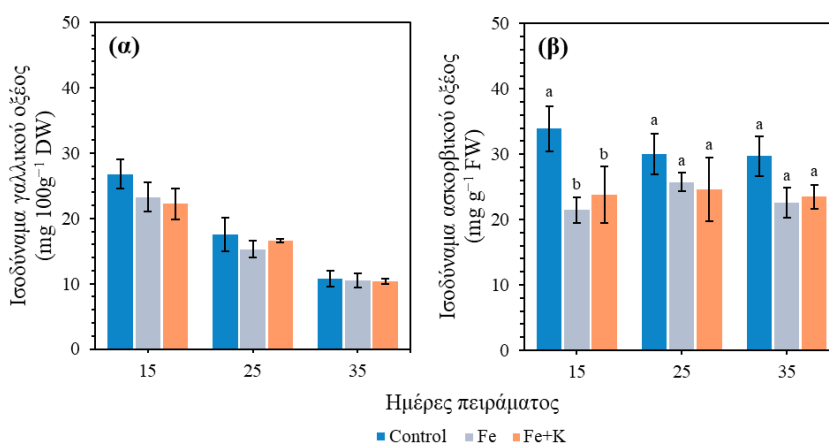 (α)
Ισοδύναμα γαλλικού οξέος
(mg 100g⁻¹ DW)
50
40
30
20
10
0
15 25 35
(β)
Ισοδύναμα ασκορβικού οξέος
(mg g⁻¹ FW)
50
40
30
20
10
0
a b b
a a a
a a a
15 25 35
Ημέρες πειράματος
Control Fe Fe+K